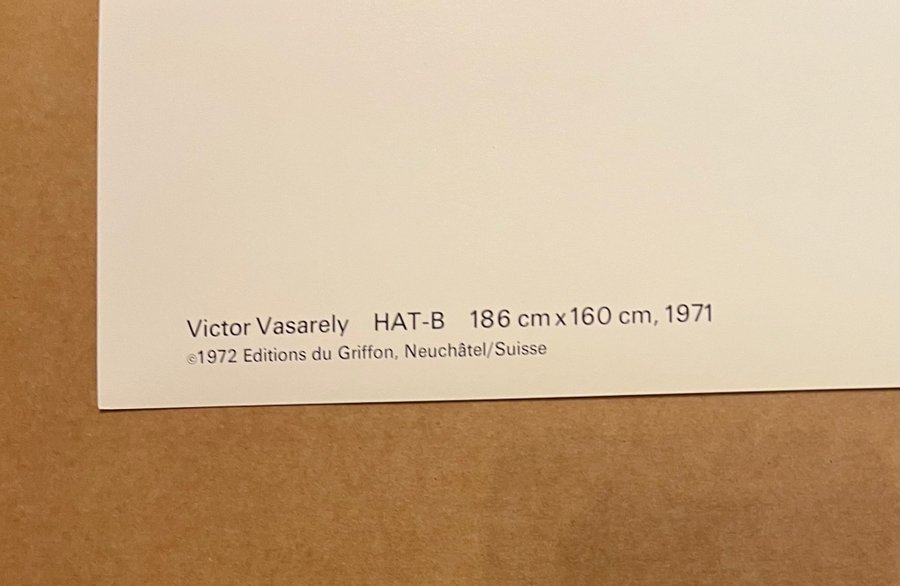 Victor Vasarely HAT-B 186 cm x 160 cm, 1971
©1972 Editions du Griffon, Neuchâtel/Suisse